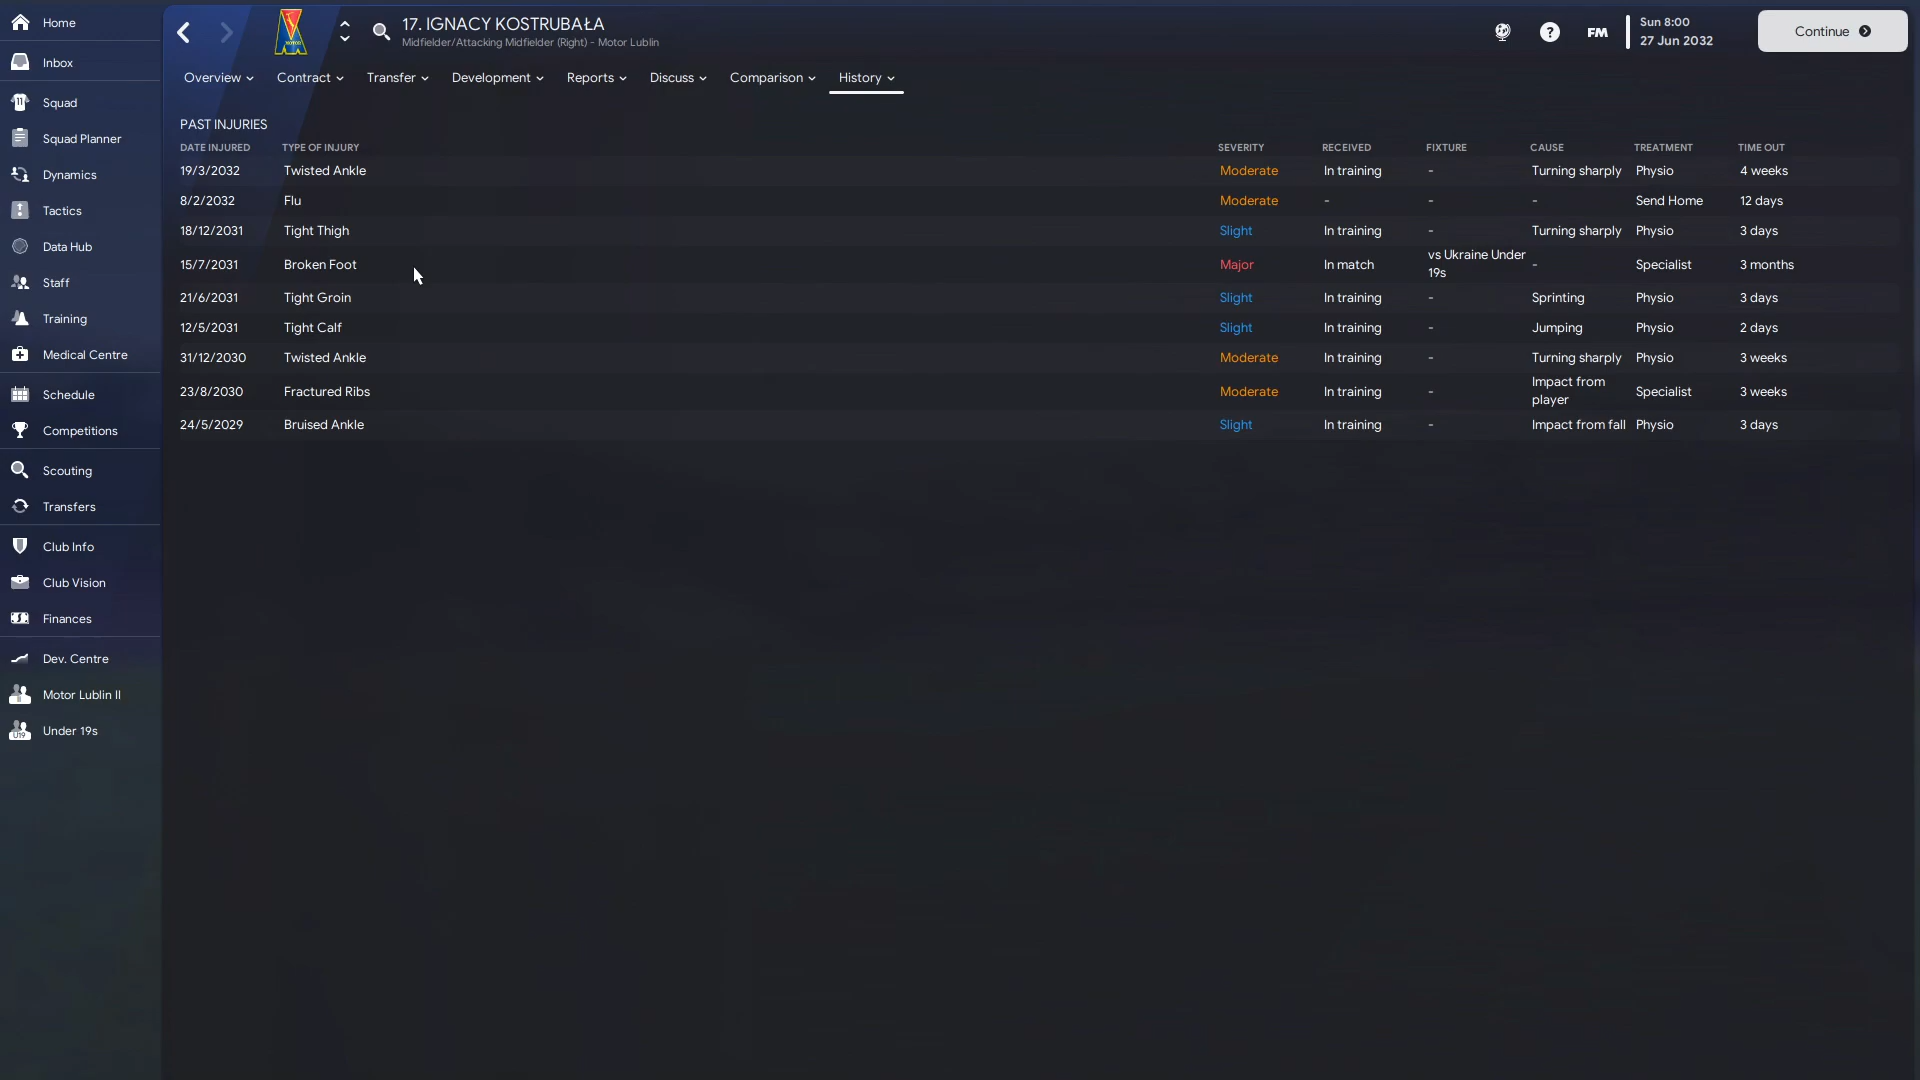 Home
Inbox
Squad
Squad Planner
Dynamics
Tactics
Data Hub
Staff
Training
Medical Centre
Schedule
Competitions
Scouting
Transfers
Club Info
Club Vision
Finances
Dev. Centre
Motor Lublin II
Under 19s
17. IGNACY KOSTRUBAŁA
Midfielder/Attacking Midfielder (Right) - Motor Lublin
FM
Sun 8:00
27 Jun 2032
Continue
Overview Contract Transfer Development Reports Discuss Comparison History
PAST INJURIES
DATE INJURED TYPE OF INJURY SEVERITY RECEIVED FIXTURE CAUSE TREATMENT TIME OUT
19/3/2032 Twisted Ankle Moderate In training - Turning sharply Physio 4 weeks
8/2/2032 Flu Moderate - - - Send Home 12 days
18/12/2031 Tight Thigh Slight In training - Turning sharply Physio 3 days
15/7/2031 Broken Foot Major In match vs Ukraine Under 19s - Specialist 3 months
21/6/2031 Tight Groin Slight In training - Sprinting Physio 3 days
12/5/2031 Tight Calf Slight In training - Jumping Physio 2 days
31/12/2030 Twisted Ankle Moderate In training - Turning sharply Physio 3 weeks
23/8/2030 Fractured Ribs Moderate In training - Impact from player Specialist 3 weeks
24/5/2029 Bruised Ankle Slight In training - Impact from fall Physio 3 days